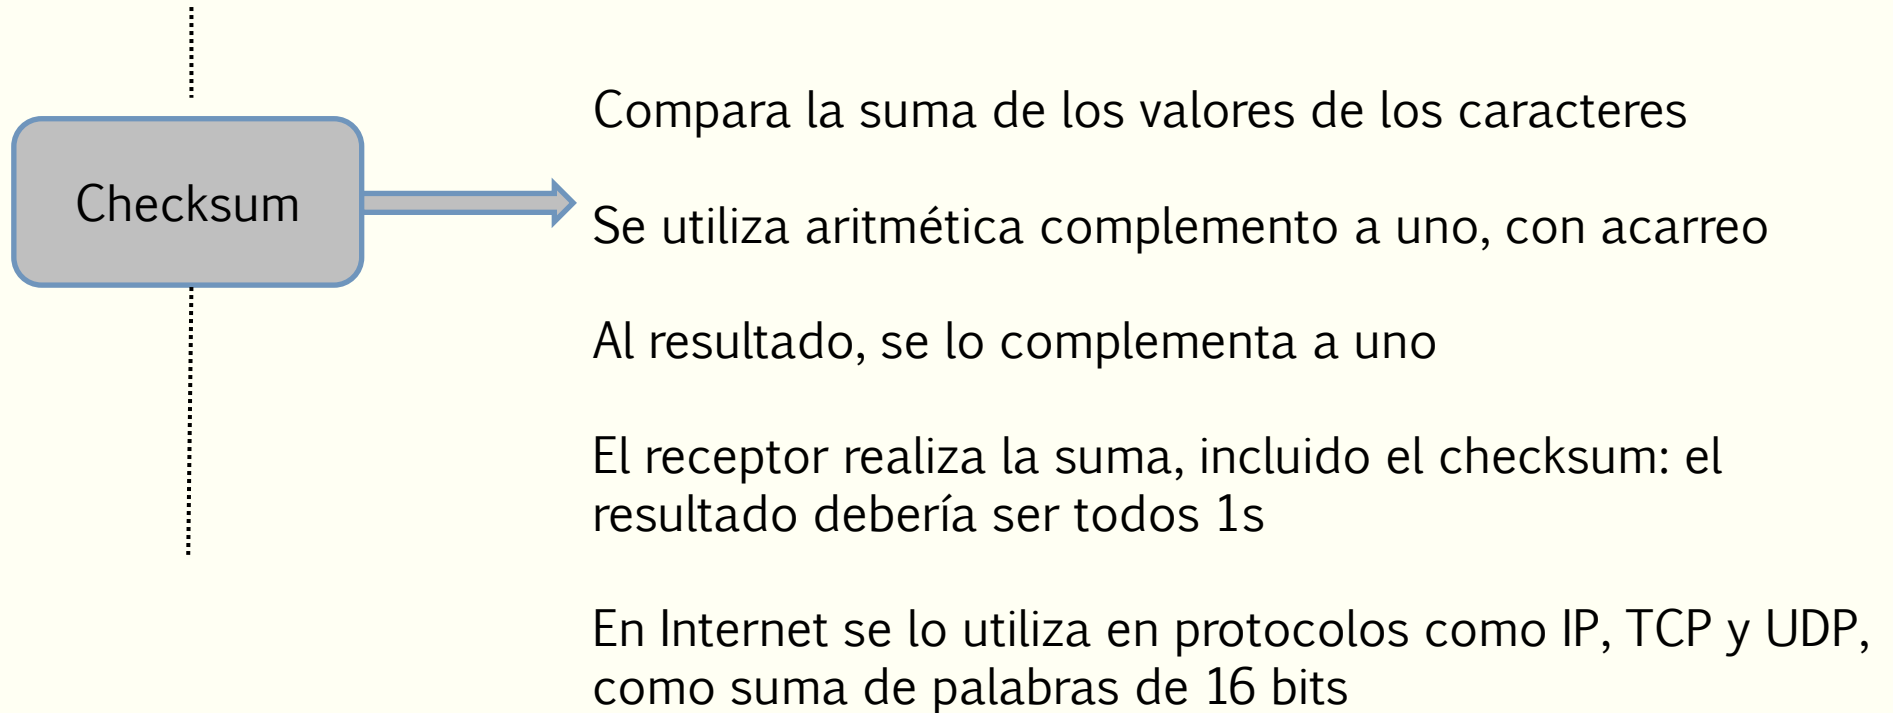 Checksum
Compara la suma de los valores de los caracteres
Se utiliza aritmética complemento a uno, con acarreo
Al resultado, se lo complementa a uno
El receptor realiza la suma, incluido el checksum: el
resultado debería ser todos 1s
En Internet se lo utiliza en protocolos como IP, TCP y UDP,
como suma de palabras de 16 bits